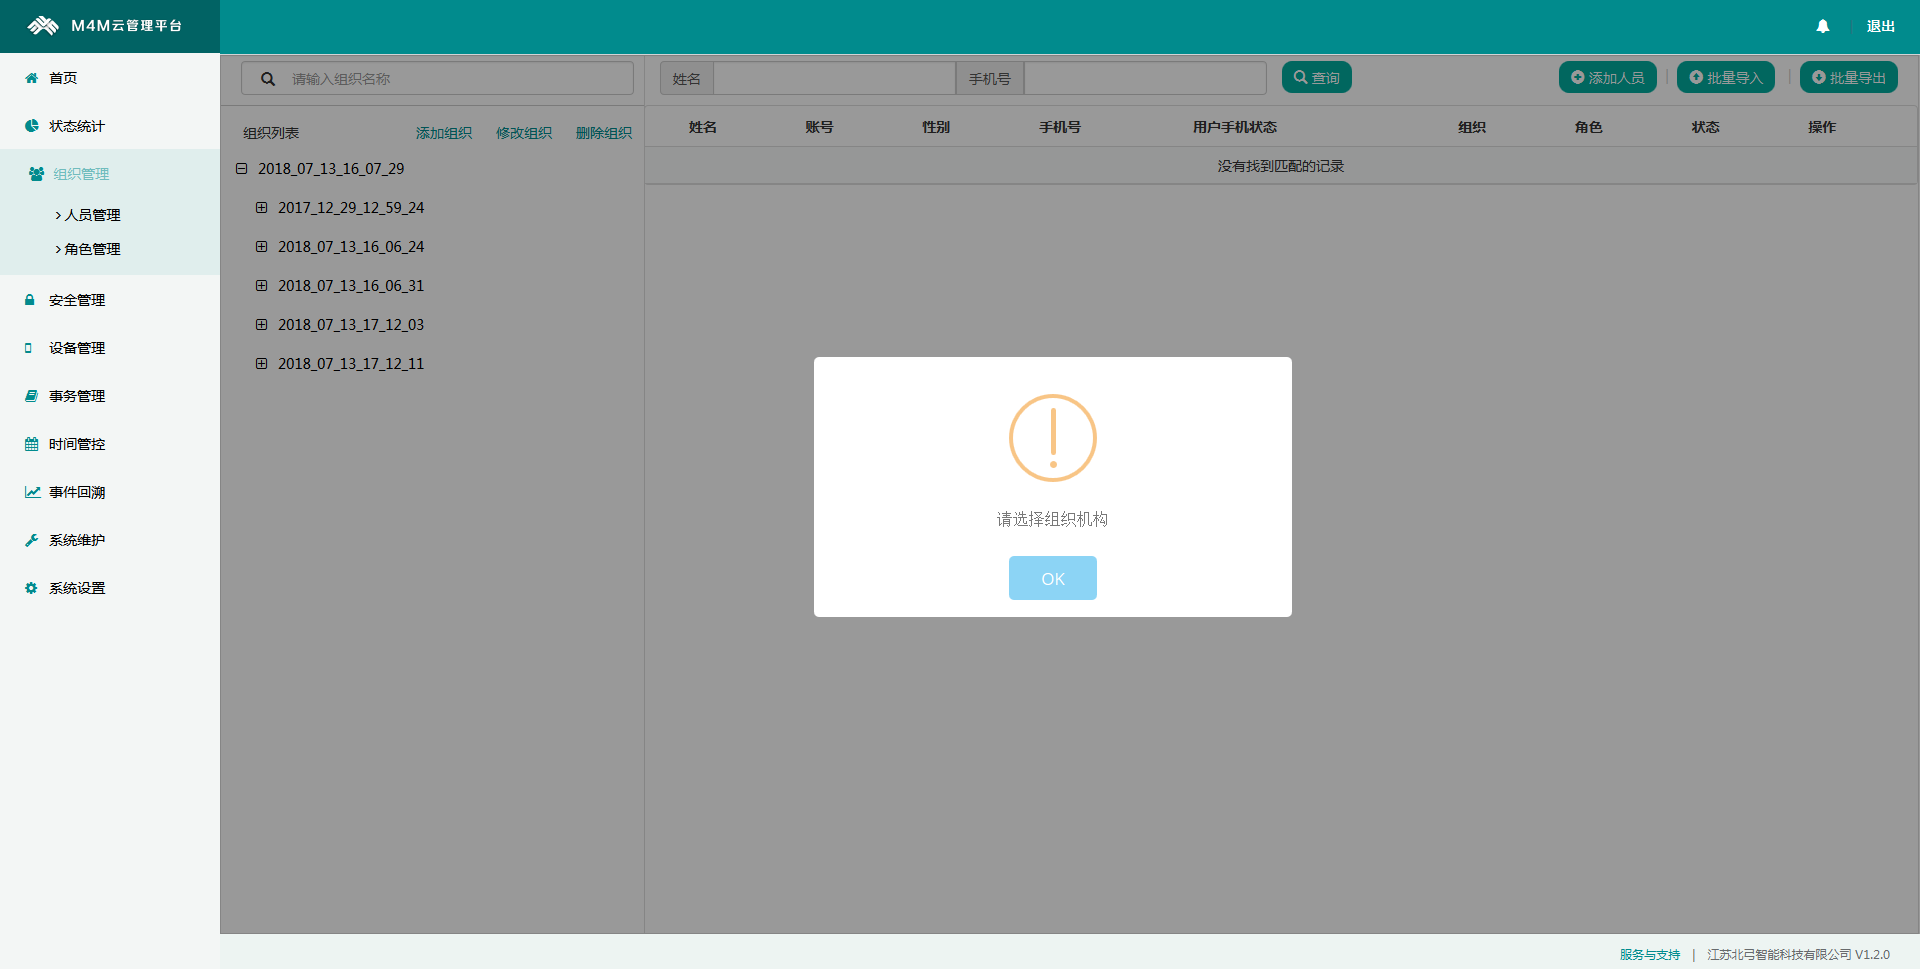 M4M云管理平台
退出
首页
状态统计
组织管理
人员管理
角色管理
安全管理
设备管理
事务管理
时间管控
事件回溯
系统维护
系统设置
请输入组织名称
组织列表 添加组织 修改组织 删除组织
2018_07_13_16_07_29
2017_12_29_12_59_24
2018_07_13_16_06_24
2018_07_13_16_06_31
2018_07_13_17_12_03
2018_07_13_17_12_11
姓名 手机号 查询 添加人员 | 批量导入 | 批量导出
姓名 账号 性别 手机号 用户手机状态 组织 角色 状态 操作
没有找到匹配的记录
请选择组织机构
OK
服务与支持 | 江苏北弓智能科技有限公司 V1.2.0